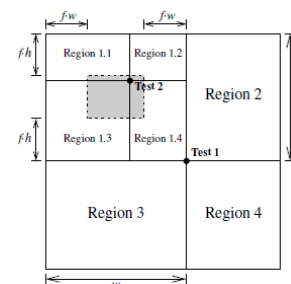 f·w f·w
Region 1.1 Region 1.2
f·h
Test 2
Region 2
f·h
Region 1.3 Region 1.4
Test 1
Region 3 Region 4